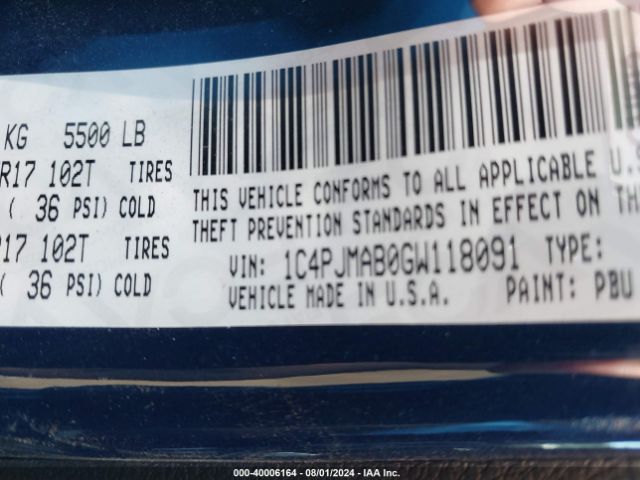 KG 5500 LB
R17 102T TIRES
( 36 PSI) COLD
R17 102T TIRES
( 36 PSI) COLD
THIS VEHICLE CONFORMS TO ALL APPLICABLE U.S
THEFT PREVENTION STANDARDS IN EFFECT ON TH
VIN: 1C4PJMAB0GW118091 TYPE:
VEHICLE MADE IN U.S.A. PAINT: PBU
000-40006164 - 08/01/2024 - IAA Inc.